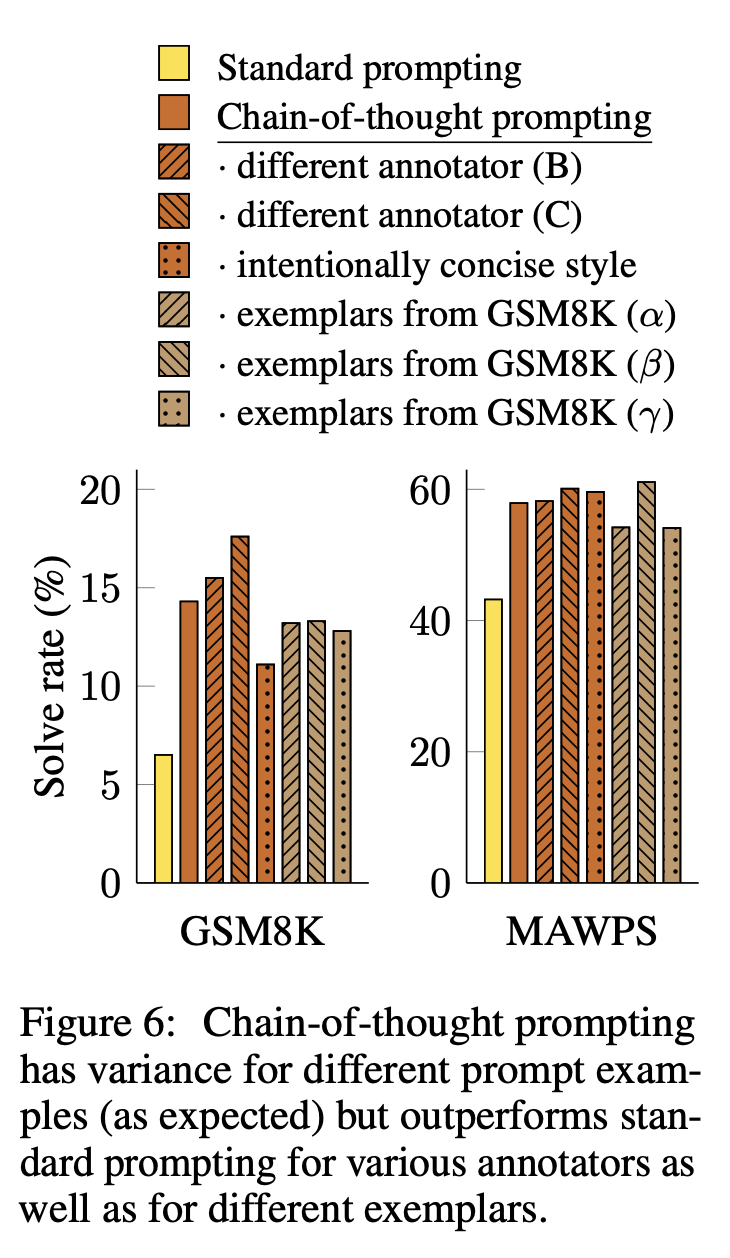 Standard prompting
Chain-of-thought prompting
· different annotator (B)
· different annotator (C)
· intentionally concise style
· exemplars from GSM8K (α)
· exemplars from GSM8K (β)
· exemplars from GSM8K (γ)
Solve rate (%)
20
15
10
5
0
GSM8K
60
40
20
0
MAWPS
Figure 6: Chain-of-thought prompting
has variance for different prompt exam-
ples (as expected) but outperforms stan-
dard prompting for various annotators as
well as for different exemplars.